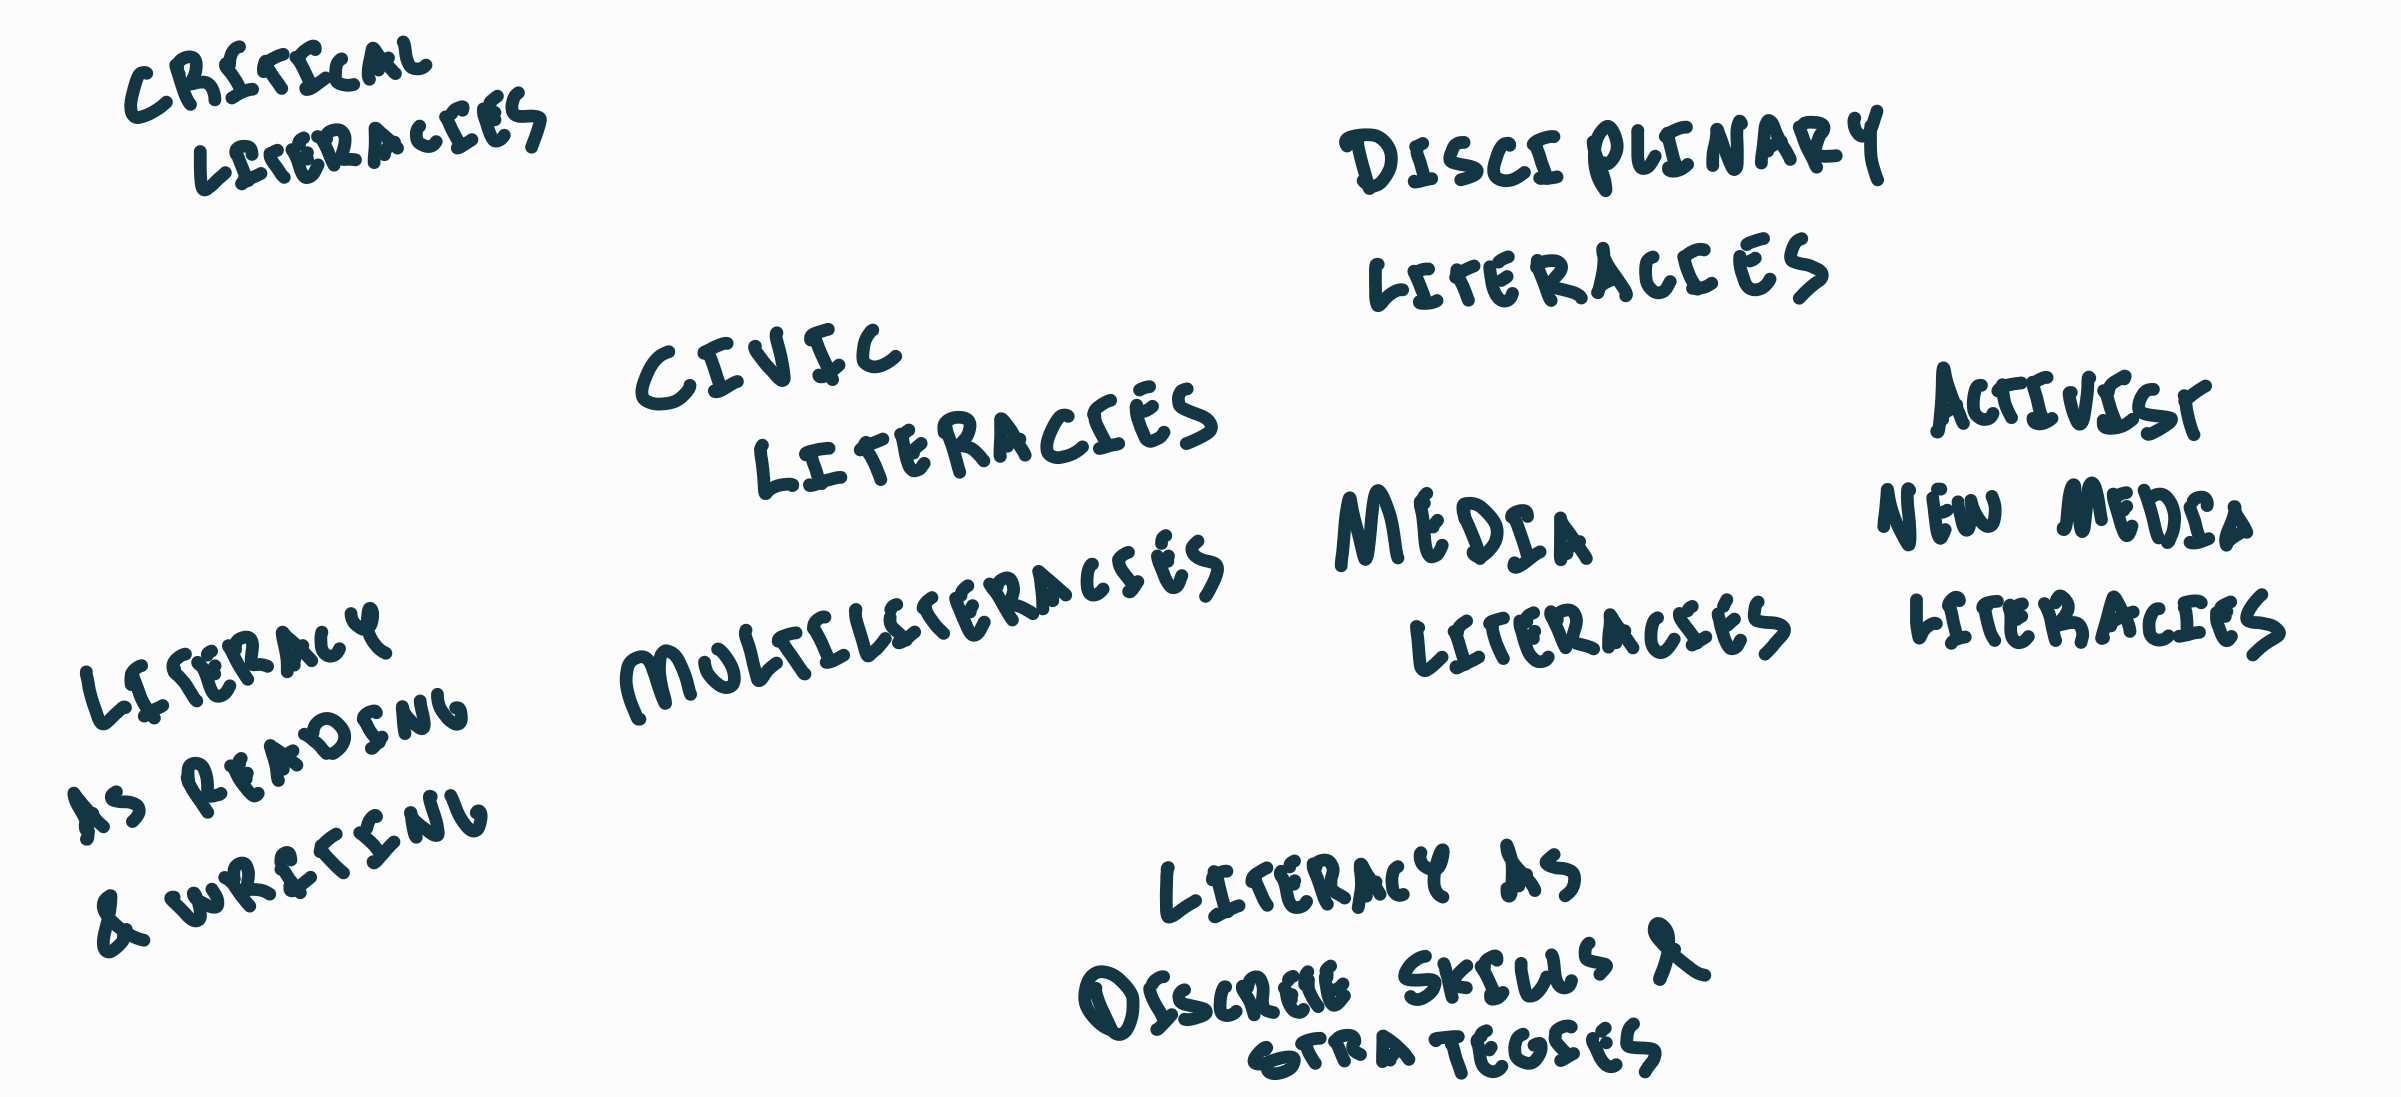 CRITICAL
LITERACIES
DISCIPLINARY
LITERACIES
CIVIC
LITERACIES
ACTIVIST
NEW MEDIA
LITERACIES
MEDIA
LITERACIES
MULTILITERACIES
LITERACY
AS READING
& WRITING
LITERACY AS
DISCRETE SKILLS &
STRATEGIES